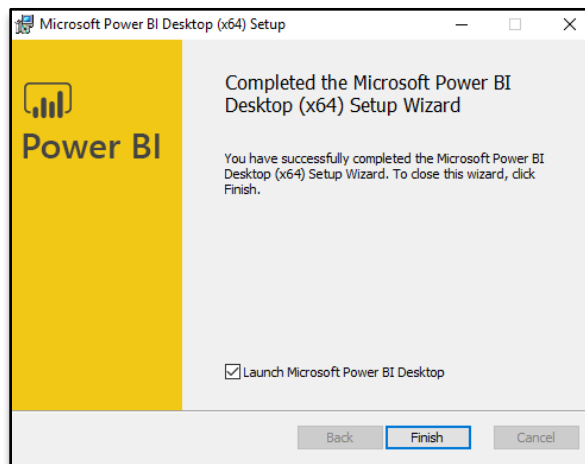 Microsoft Power BI Desktop (x64) Setup
Power BI
Completed the Microsoft Power BI
Desktop (x64) Setup Wizard
You have successfully completed the Microsoft Power BI
Desktop (x64) Setup Wizard. To close this wizard, click
Finish.
Launch Microsoft Power BI Desktop
Back
Finish
Cancel